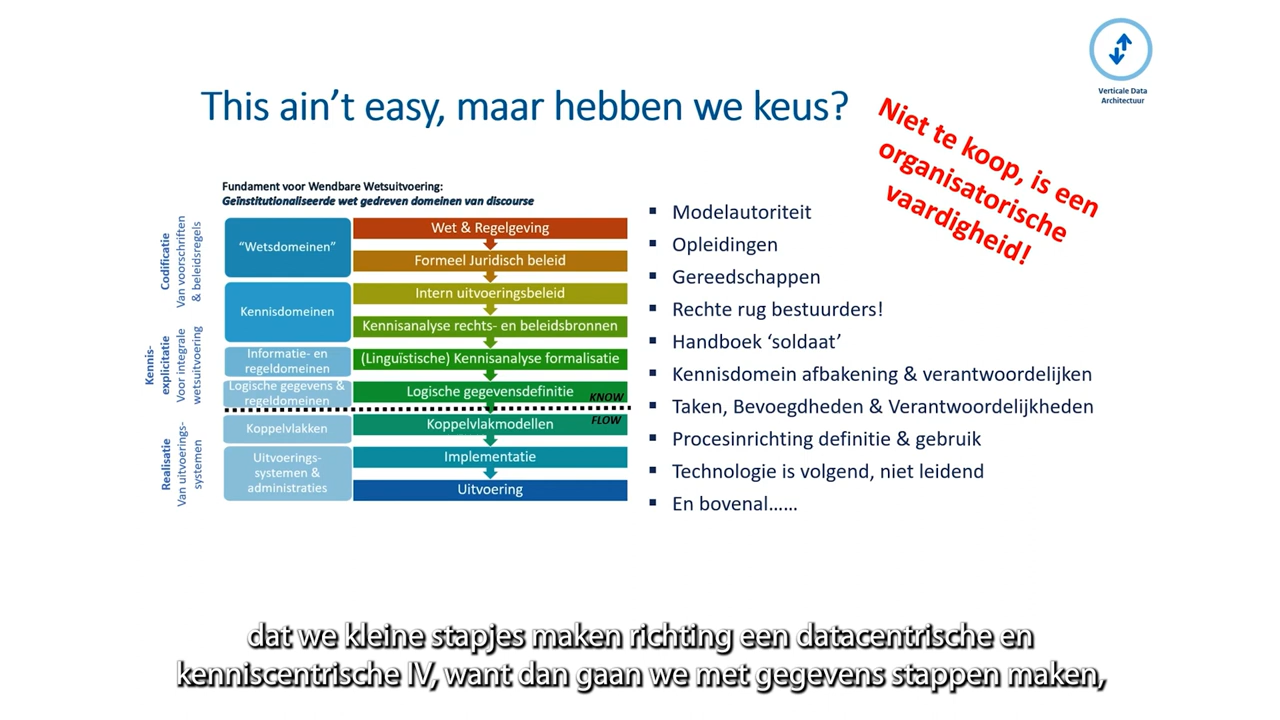 Verticale Data
Architectuur
This ain't easy, maar hebben we keus?
Niet te koop, is een
organisatorische
vaardigheid!
Fundament voor Wendbare Wetsuitvoering:
Geïnstitutionaliseerde wet gedreven domeinen van discourse
Codificatie
Van voorschriften
& beleidsregels
Kennis-
explicitatie
Voor integrale
wetsuitvoering
Realisatie
Van uitvoerings-
systemen
"Wetsdomeinen"
Kennisdomeinen
Informatie- en
regeldomeinen
Logische gegevens &
regeldomeinen
Koppelvlakken
Uitvoerings-
systemen &
administraties
Wet & Regelgeving
Formeel Juridisch beleid
Intern uitvoeringsbeleid
Kennisanalyse rechts- en beleidsbronnen
(Linguïstische) Kennisanalyse formalisatie
Logische gegevensdefinitie
KNOW
FLOW
Koppelvlakmodellen
Implementatie
Uitvoering
▪ Modelautoriteit
▪ Opleidingen
▪ Gereedschappen
▪ Rechte rug bestuurders!
▪ Handboek 'soldaat'
▪ Kennisdomein afbakening & verantwoordelijken
▪ Taken, Bevoegdheden & Verantwoordelijkheden
▪ Procesinrichting definitie & gebruik
▪ Technologie is volgend, niet leidend
▪ En bovenal......
dat we kleine stapjes maken richting een datacentrische en
kenniscentrische IV, want dan gaan we met gegevens stappen maken,